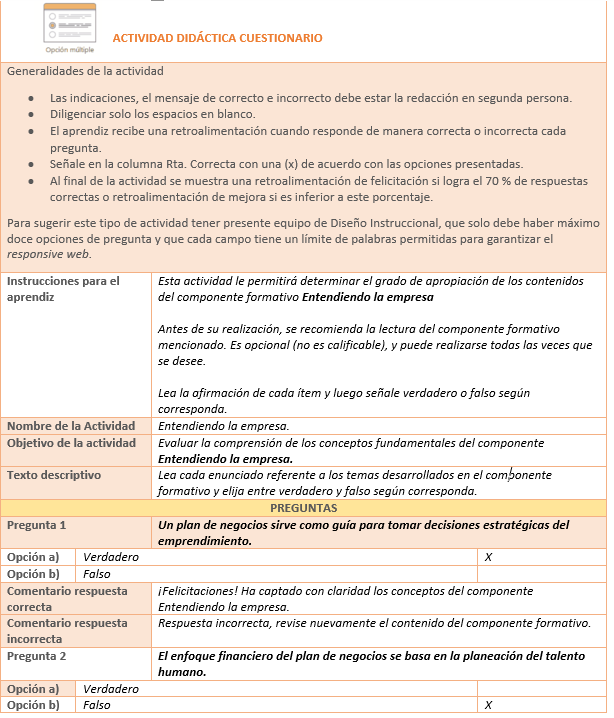 Opción múltiple
ACTIVIDAD DIDÁCTICA CUESTIONARIO
Generalidades de la actividad
• Las indicaciones, el mensaje de correcto e incorrecto debe estar la redacción en segunda persona.
• Diligenciar solo los espacios en blanco.
• El aprendiz recibe una retroalimentación cuando responde de manera correcta o incorrecta cada
pregunta.
• Señale en la columna Rta. Correcta con una (x) de acuerdo con las opciones presentadas.
• Al final de la actividad se muestra una retroalimentación de felicitación si logra el 70 % de respuestas
correctas o retroalimentación de mejora si es inferior a este porcentaje.
Para sugerir este tipo de actividad tener presente equipo de Diseño Instruccional, que solo debe haber máximo
doce opciones de pregunta y que cada campo tiene un límite de palabras permitidas para garantizar el
responsive web.
Instrucciones para el
aprendiz
Esta actividad le permitirá determinar el grado de apropiación de los contenidos
del componente formativo Entendiendo la empresa
Antes de su realización, se recomienda la lectura del componente formativo
mencionado. Es opcional (no es calificable), y puede realizarse todas las veces que
se desee.
Lea la afirmación de cada ítem y luego señale verdadero o falso según
corresponda.
Nombre de la Actividad Entendiendo la empresa.
Objetivo de la actividad Evaluar la comprensión de los conceptos fundamentales del componente
Entendiendo la empresa.
Texto descriptivo Lea cada enunciado referente a los temas desarrollados en el componente
formativo y elija entre verdadero y falso según corresponda.
PREGUNTAS
Pregunta 1 Un plan de negocios sirve como guía para tomar decisiones estratégicas del
emprendimiento.
Opción a) Verdadero X
Opción b) Falso
Comentario respuesta
correcta
¡Felicitaciones! Ha captado con claridad los conceptos del componente
Entendiendo la empresa.
Comentario respuesta
incorrecta
Respuesta incorrecta, revise nuevamente el contenido del componente formativo.
Pregunta 2 El enfoque financiero del plan de negocios se basa en la planeación del talento
humano.
Opción a) Verdadero
Opción b) Falso X